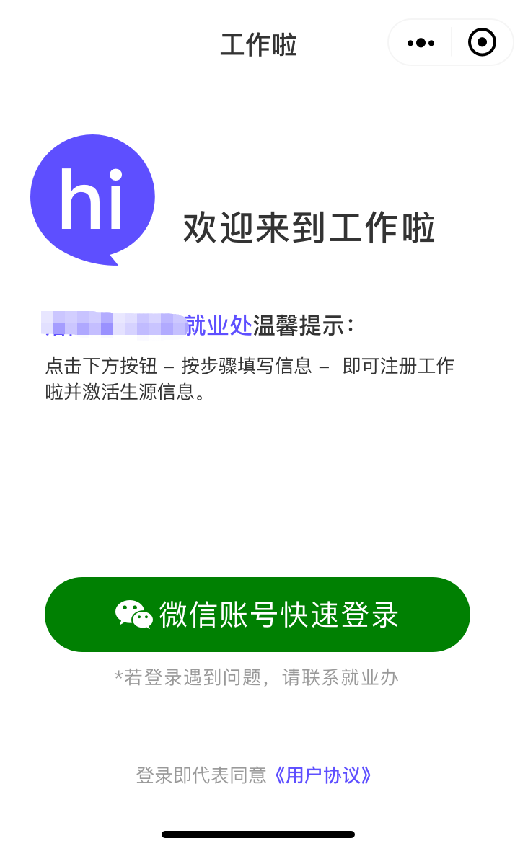 工作啦
hi
欢迎来到工作啦
就业处温馨提示：
点击下方按钮 – 按步骤填写信息 – 即可注册工作
啦并激活生源信息。
微信账号快速登录
*若登录遇到问题，请联系就业办
登录即代表同意《用户协议》